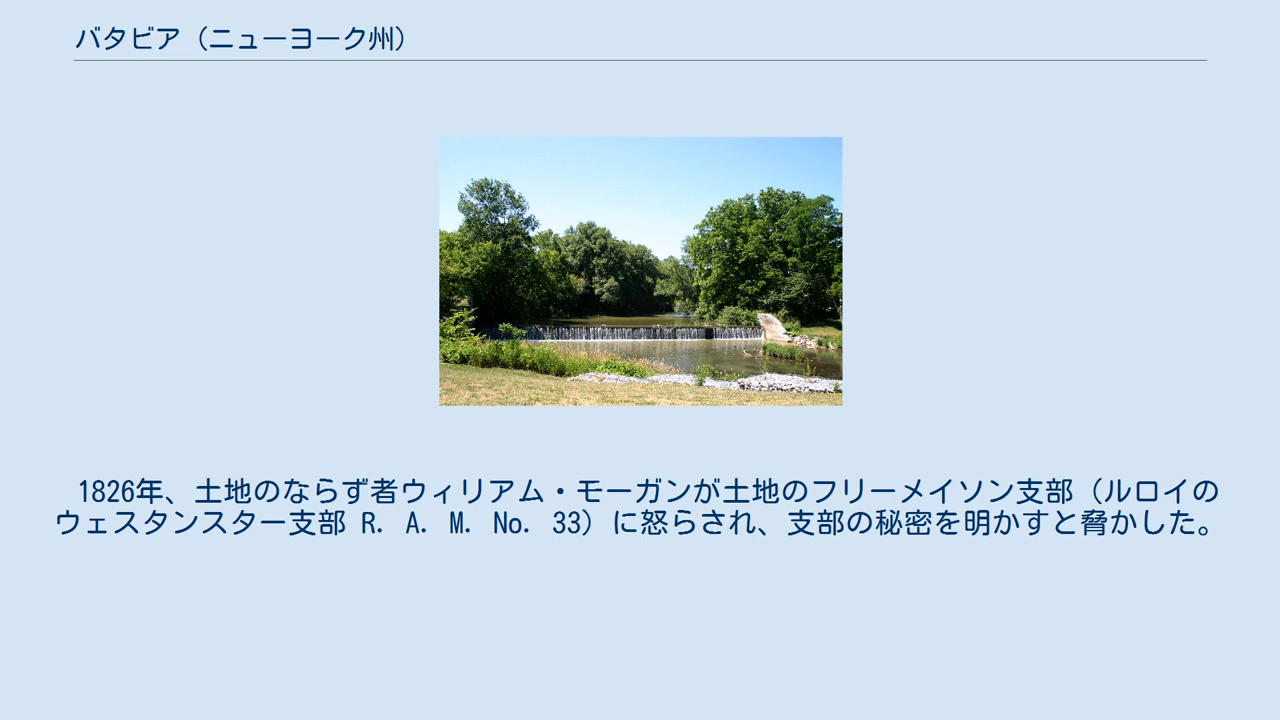 バタビア（ニューヨーク州）
1826年、土地のならず者ウィリアム・モーガンが土地のフリーメイソン支部（ルロイの
ウェスタンスター支部 R. A. M. No. 33）に怒らされ、支部の秘密を明かすと脅かした。